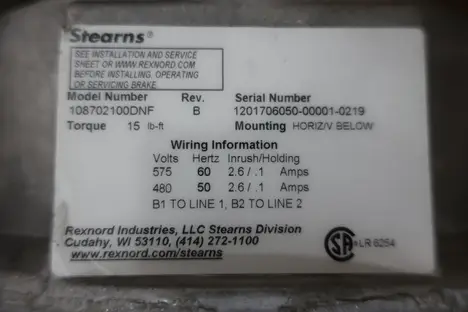 Stearns®
SEE INSTALLATION AND SERVICE
SHEET OR WWW.REXNORD.COM
BEFORE INSTALLING, OPERATING
OR SERVICING BRAKE.
Model Number Rev. Serial Number
108702100DNF B 1201706050-00001-0219
Torque 15 lb-ft Mounting HORIZ/V BELOW
Wiring Information
Volts Hertz Inrush/Holding
575 60 2.6 / .1 Amps
480 50 2.6 / .1 Amps
B1 TO LINE 1, B2 TO LINE 2
Rexnord Industries, LLC Stearns Division
Cudahy, WI 53110, (414) 272-1100
www.rexnord.com/stearns
SA LR 6254